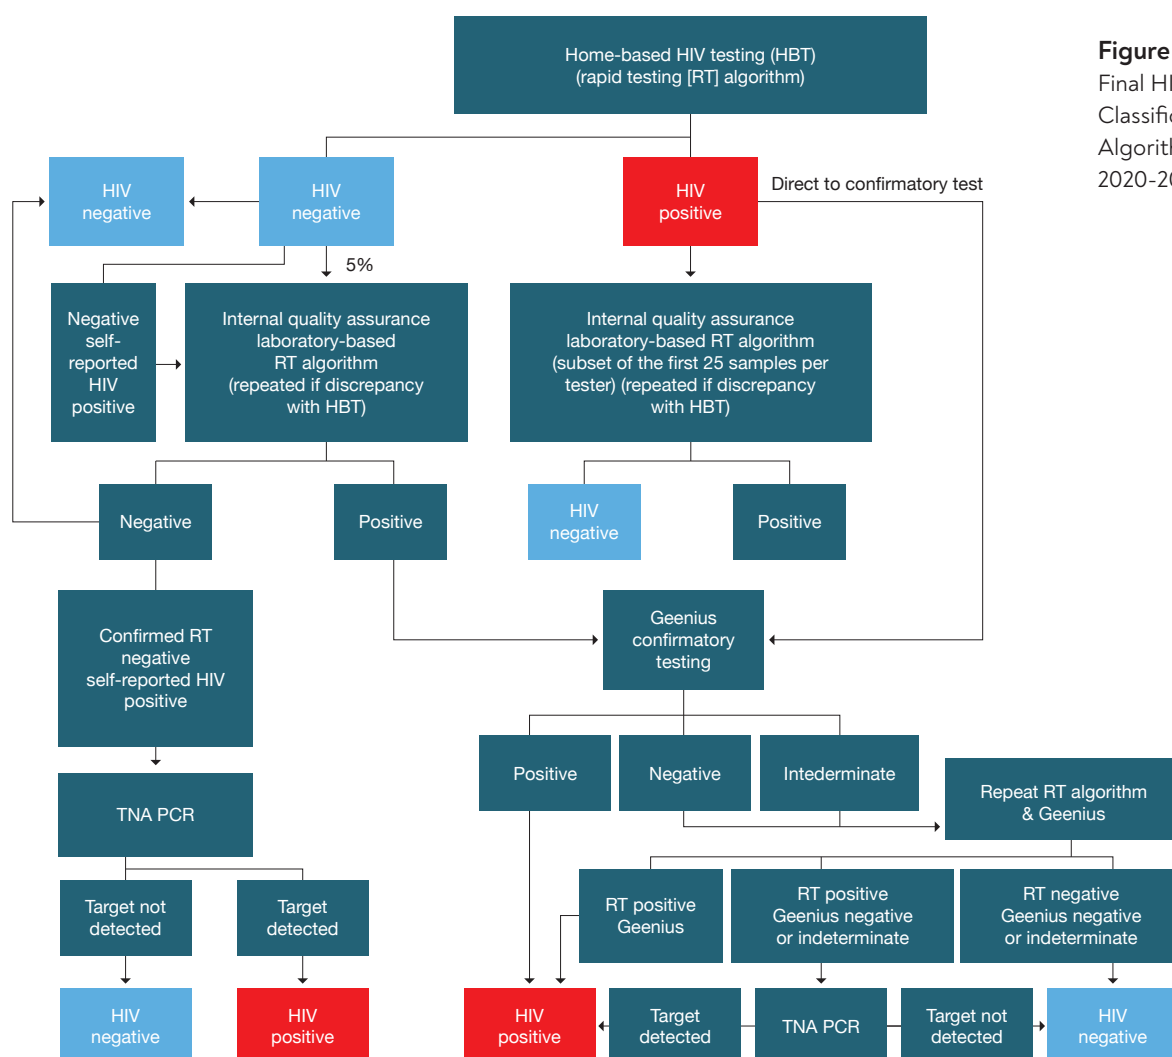 Home-based HIV testing (HBT)
(rapid testing [RT] algorithm)
Figure
Final HI
Classific
Algorith
2020-20
HIV
negative
HIV
negative
HIV
positive
Direct to confirmatory test
5%
Negative
self-
reported
HIV
positive
Internal quality assurance
laboratory-based
RT algorithm
(repeated if discrepancy
with HBT)
Internal quality assurance
laboratory-based RT algorithm
(subset of the first 25 samples per
tester) (repeated if discrepancy
with HBT)
Negative
Positive
HIV
negative
Positive
Confirmed RT
negative
self-reported HIV
positive
Geenius
confirmatory
testing
Positive
Negative
Intederminate
Repeat RT algorithm
& Geenius
TNA PCR
Target not
detected
Target
detected
RT positive
Geenius
RT positive
Geenius negative
or indeterminate
RT negative
Geenius negative
or indeterminate
HIV
negative
HIV
positive
HIV
positive
Target
detected
TNA PCR
Target not
detected
HIV
negative